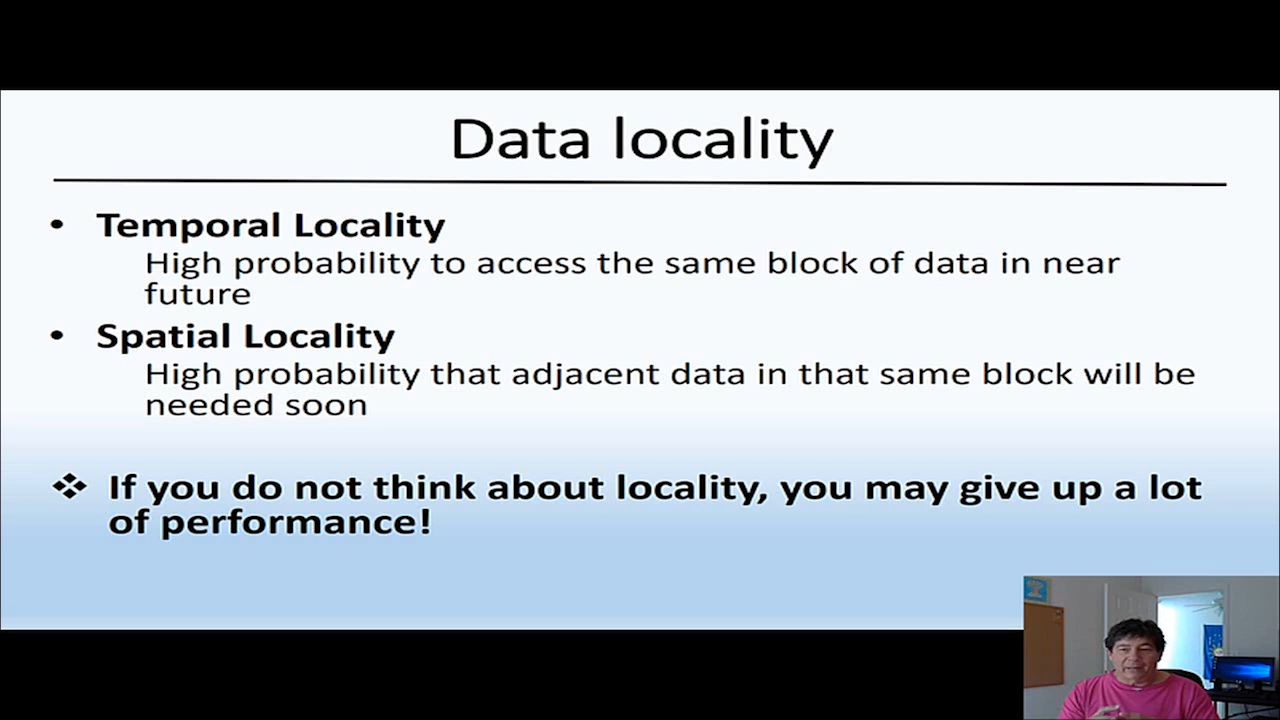 Data locality
• Temporal Locality
High probability to access the same block of data in near
future
• Spatial Locality
High probability that adjacent data in that same block will be
needed soon
❖ If you do not think about locality, you may give up a lot
of performance!